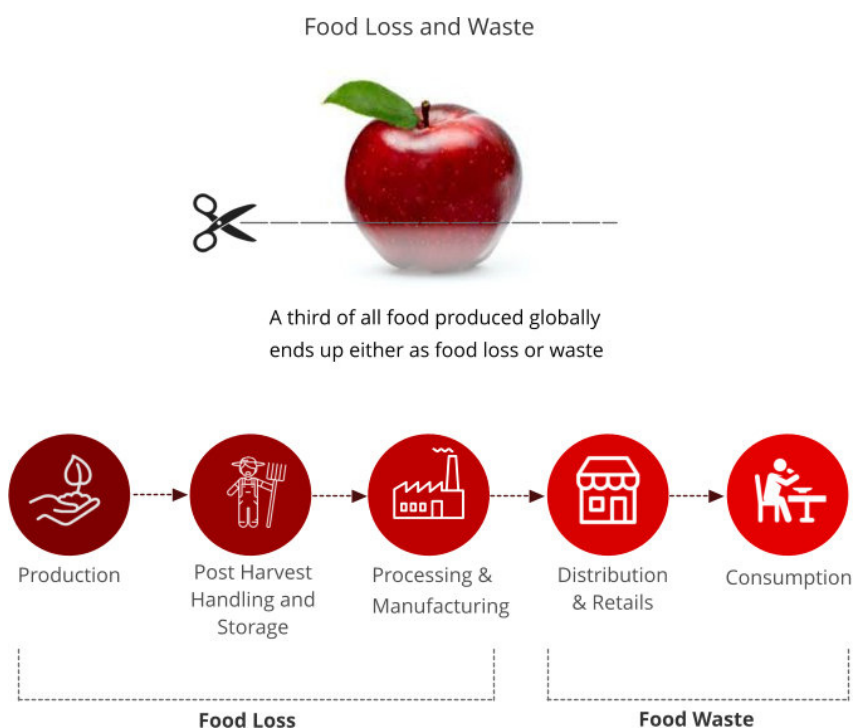 Food Loss and Waste
A third of all food produced globally
ends up either as food loss or waste
Production
Post Harvest
Handling and
Storage
Processing &
Manufacturing
Distribution
& Retails
Consumption
Food Loss
Food Waste